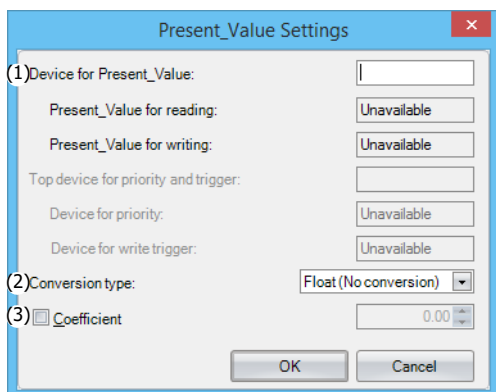 Present_Value Settings
(1) Device for Present_Value:
Present_Value for reading: Unavailable
Present_Value for writing: Unavailable
Top device for priority and trigger:
Device for priority: Unavailable
Device for write trigger: Unavailable
(2) Conversion type: Float (No conversion)
(3) Coefficient 0.00
OK Cancel